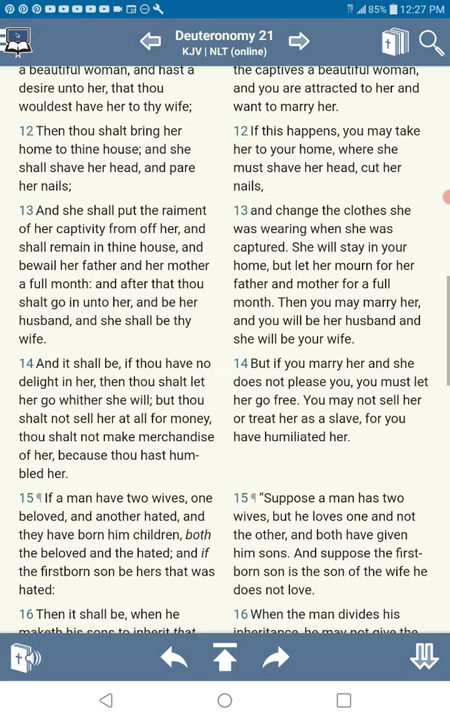 85% 12:27 PM
Deuteronomy 21
KJV | NLT (online)
a beautiful woman, and hast a
desire unto her, that thou
wouldest have her to thy wife;
12 Then thou shalt bring her
home to thine house; and she
shall shave her head, and pare
her nails;
13 And she shall put the raiment
of her captivity from off her, and
shall remain in thine house, and
bewail her father and her mother
a full month: and after that thou
shalt go in unto her, and be her
husband, and she shall be thy
wife.
14 And it shall be, if thou have no
delight in her, then thou shalt let
her go whither she will; but thou
shalt not sell her at all for money,
thou shalt not make merchandise
of her, because thou hast hum-
bled her.
15 ¶ If a man have two wives, one
beloved, and another hated, and
they have born him children, both
the beloved and the hated; and if
the firstborn son be hers that was
hated:
16 Then it shall be, when he
maketh his sons to inherit that
the captives a beautiful woman,
and you are attracted to her and
want to marry her.
12 If this happens, you may take
her to your home, where she
must shave her head, cut her
nails,
13 and change the clothes she
was wearing when she was
captured. She will stay in your
home, but let her mourn for her
father and mother for a full
month. Then you may marry her,
and you will be her husband and
she will be your wife.
14 But if you marry her and she
does not please you, you must let
her go free. You may not sell her
or treat her as a slave, for you
have humiliated her.
15 ¶ “Suppose a man has two
wives, but he loves one and not
the other, and both have given
him sons. And suppose the first-
born son is the son of the wife he
does not love.
16 When the man divides his
inheritance, he may not give the